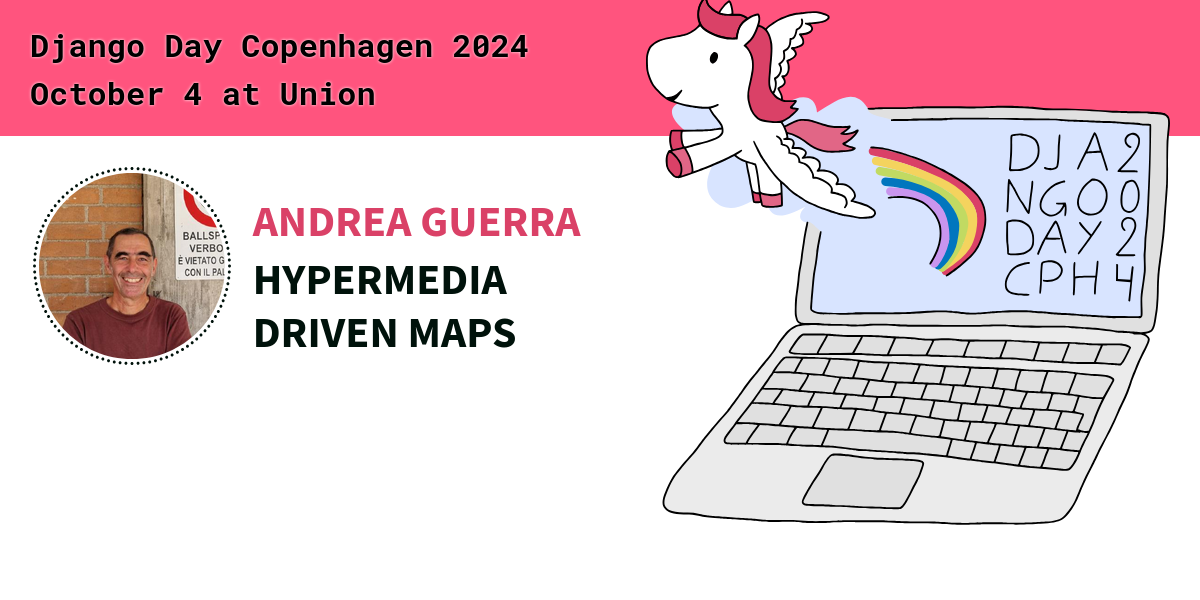 Django Day Copenhagen 2024
October 4 at Union
ANDREA GUERRA
HYPERMEDIA
DRIVEN MAPS
BALLSP
VERBO
È VIETATO G
CON IL PAL
DJA2
NGO0
DAY2
CPH4